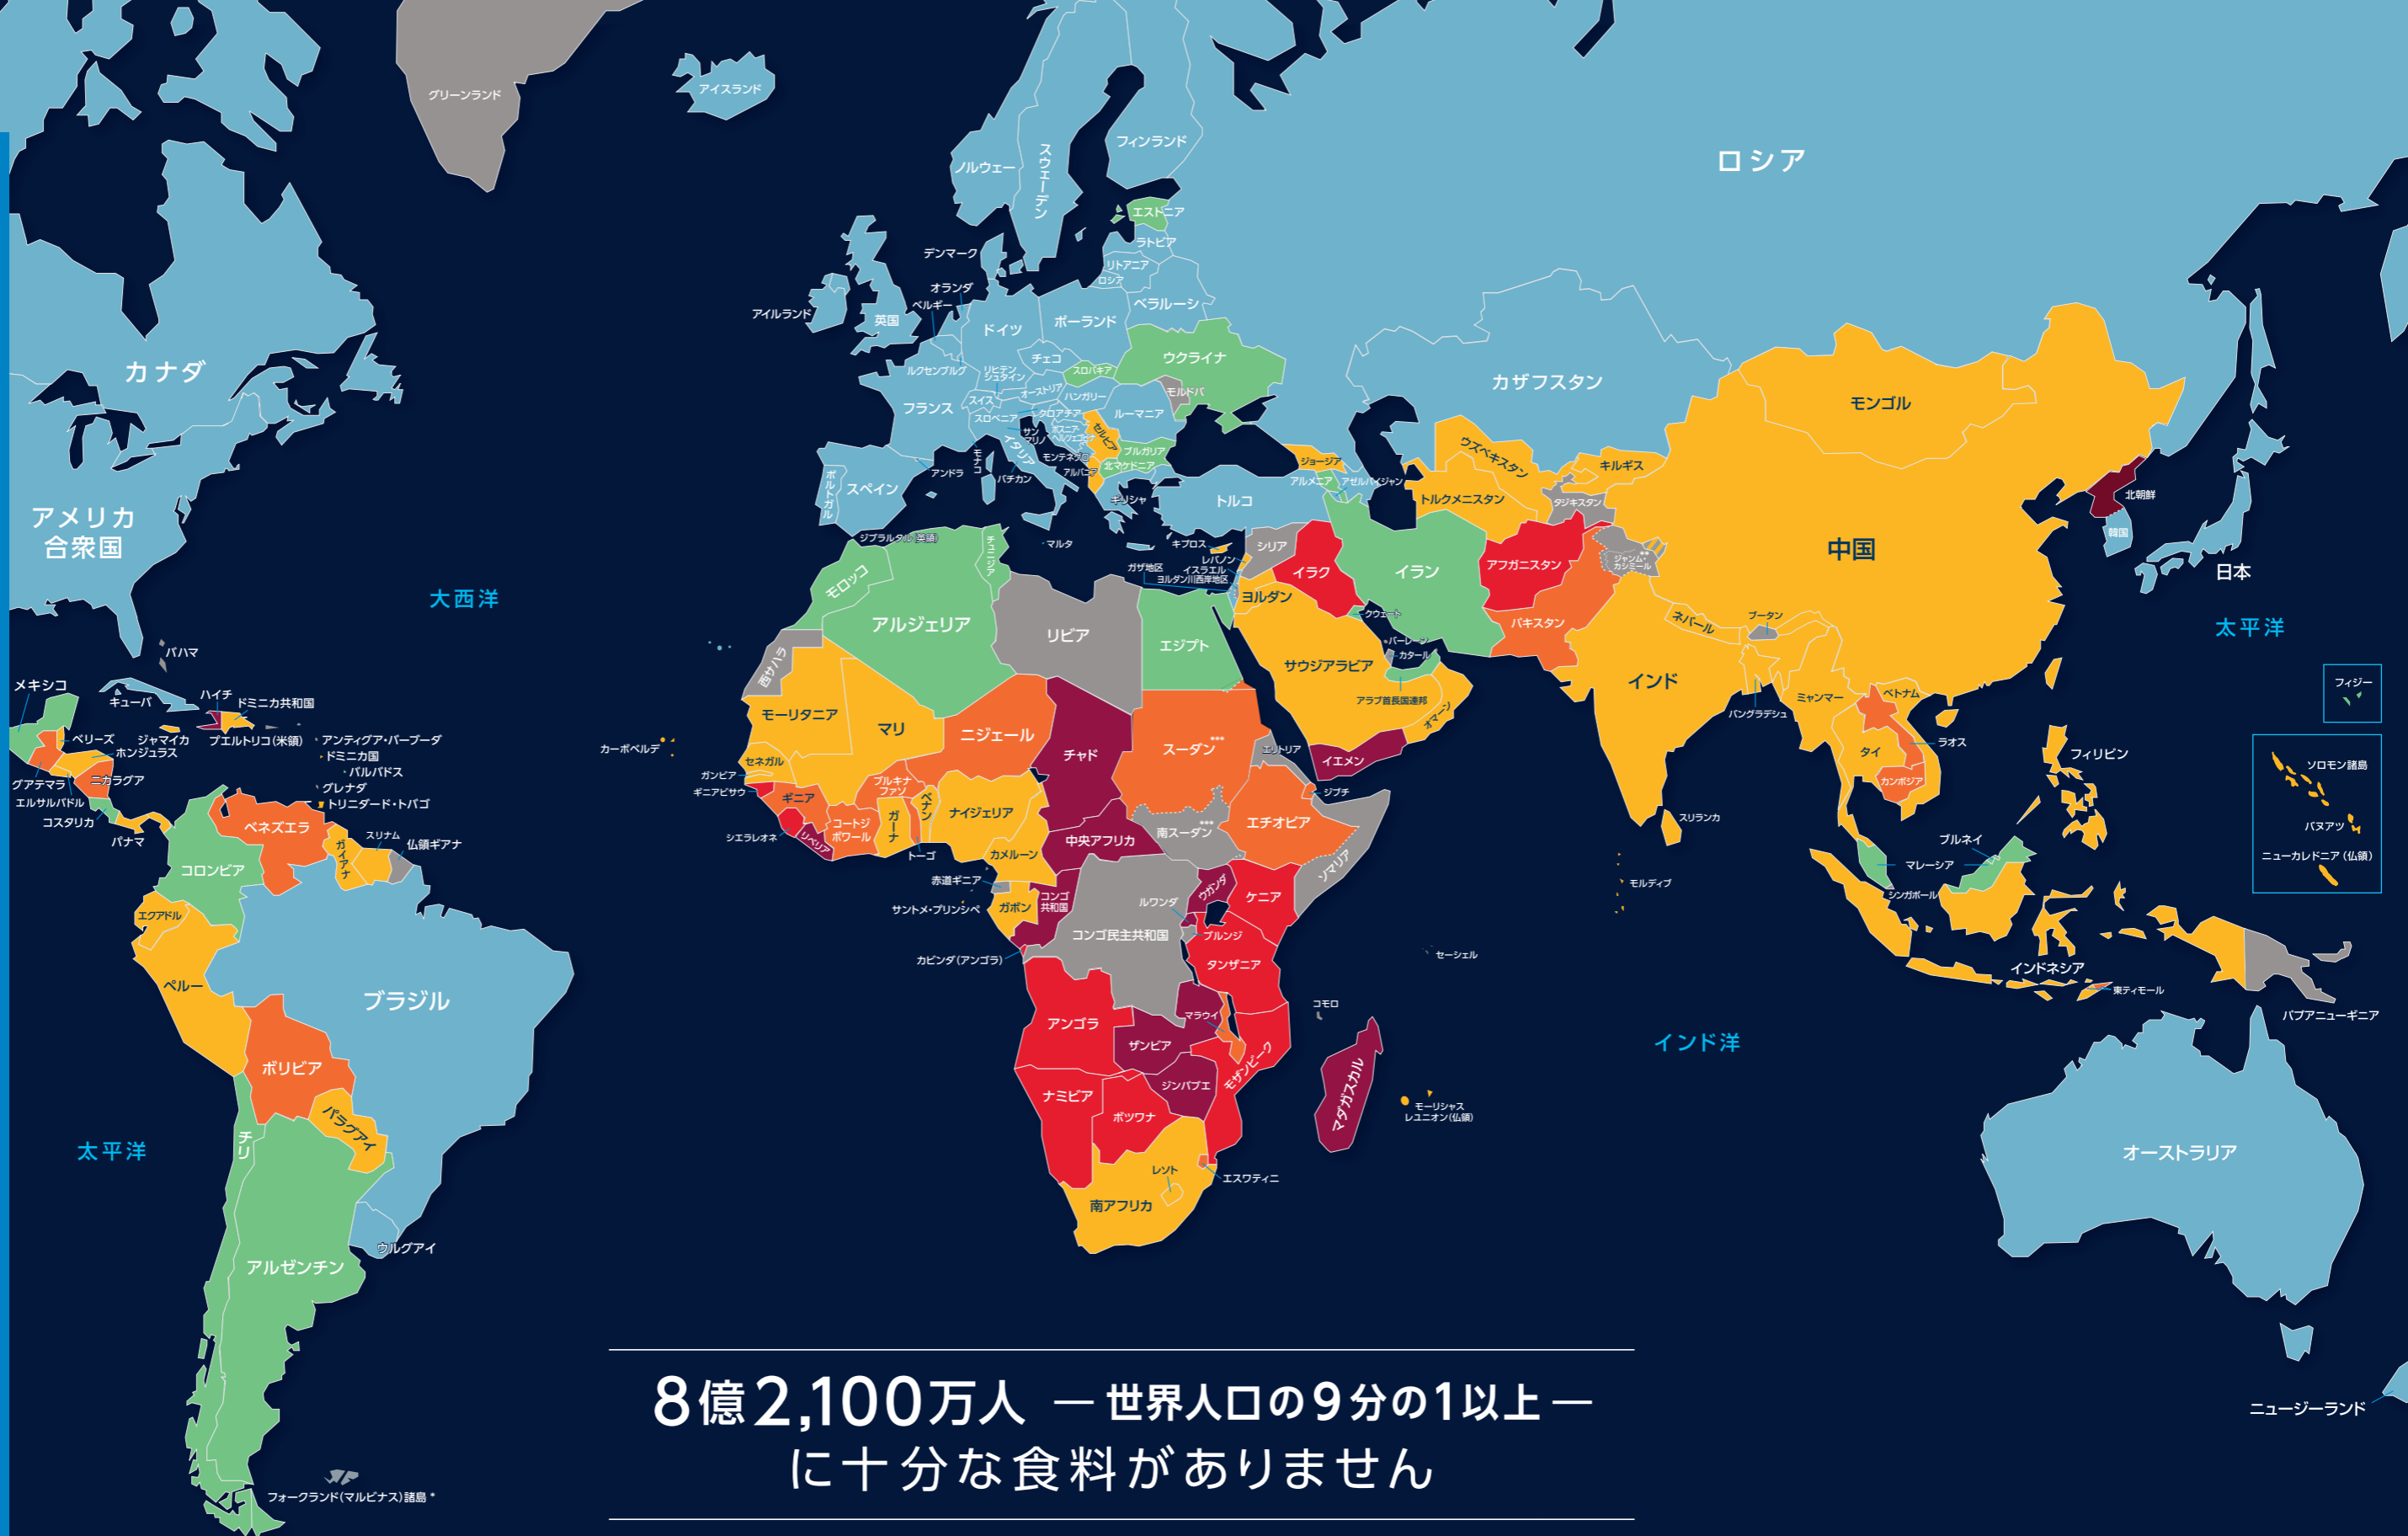 グリーンランド
アイスランド
ノルウェー
スウェーデン
フィンランド
ロシア
エストニア
ラトビア
リトアニア
ロシア
デンマーク
オランダ
ベルギー
アイルランド
英国
ドイツ
ポーランド
ベラルーシ
チェコ
ウクライナ
スロバキア
ルクセンブルグ
リヒテン
シュタイン
オーストリア
ハンガリー
モルドバ
フランス
スイス
スロベニア
クロアチア
ルーマニア
サン
マリノ
ボスニア・
ヘルツェゴビナ
セルビア
イタリア
モンテネグロ
ブルガリア
北マケドニア
アルバニア
モナコ
アンドラ
バチカン
ポルトガル
スペイン
ギリシャ
トルコ
ジブラルタル(英領)
マルタ
カナダ
アメリカ
合衆国
大西洋
カザフスタン
モンゴル
ウズベキスタン
キルギス
ジョージア
アルメニア
アゼルバイジャン
トルクメニスタン
タジキスタン
中国
北朝鮮
韓国
日本
太平洋
キプロス
シリア
レバノン
イスラエル
ガザ地区
ヨルダン川西岸地区
イラク
イラン
アフガニスタン
ジャンム・**
カシミール
ヨルダン
クウェート
パキスタン
ネパール
ブータン
バーレーン
カタール
サウジアラビア
アラブ首長国連邦
オマーン
イエメン
インド
バングラデシュ
ミャンマー
ベトナム
ラオス
タイ
カンボジア
フィリピン
スリランカ
モルディブ
ブルネイ
マレーシア
シンガポール
インドネシア
東ティモール
パプアニューギニア
フィジー
ソロモン諸島
バヌアツ
ニューカレドニア(仏領)
インド洋
オーストラリア
ニュージーランド
モロッコ
チュニジア
アルジェリア
リビア
エジプト
西サハラ
モーリタニア
マリ
ニジェール
チャド
スーダン***
エリトリア
カーボベルデ
セネガル
ガンビア
ギニアビサウ
ギニア
シエラレオネ
リベリア
コートジ
ボワール
ブルキナ
ファソ
ガーナ
ベナン
トーゴ
ナイジェリア
カメルーン
中央アフリカ
南スーダン***
エチオピア
ジブチ
ソマリア
赤道ギニア
サントメ・プリンシペ
ガボン
コンゴ
共和国
コンゴ民主共和国
ウガンダ
ケニア
ルワンダ
ブルンジ
タンザニア
カビンダ(アンゴラ)
アンゴラ
ザンビア
マラウイ
モザンビーク
ジンバブエ
ナミビア
ボツワナ
南アフリカ
レソト
エスワティニ
コモロ
セーシェル
マダガスカル
モーリシャス
レユニオン(仏領)
バハマ
メキシコ
キューバ
ハイチ
ドミニカ共和国
ジャマイカ
プエルトリコ(米領)
ベリーズ
ホンジュラス
グアテマラ
エルサルバドル
ニカラグア
コスタリカ
パナマ
アンティグア・バーブーダ
ドミニカ国
バルバドス
グレナダ
トリニダード・トバゴ
ベネズエラ
ガイアナ
スリナム
仏領ギアナ
コロンビア
エクアドル
ペルー
ブラジル
ボリビア
パラグアイ
太平洋
チリ
アルゼンチン
ウルグアイ
フォークランド(マルビナス)諸島*
8億2,100万人 ― 世界人口の9分の1以上 ―
に十分な食料がありません